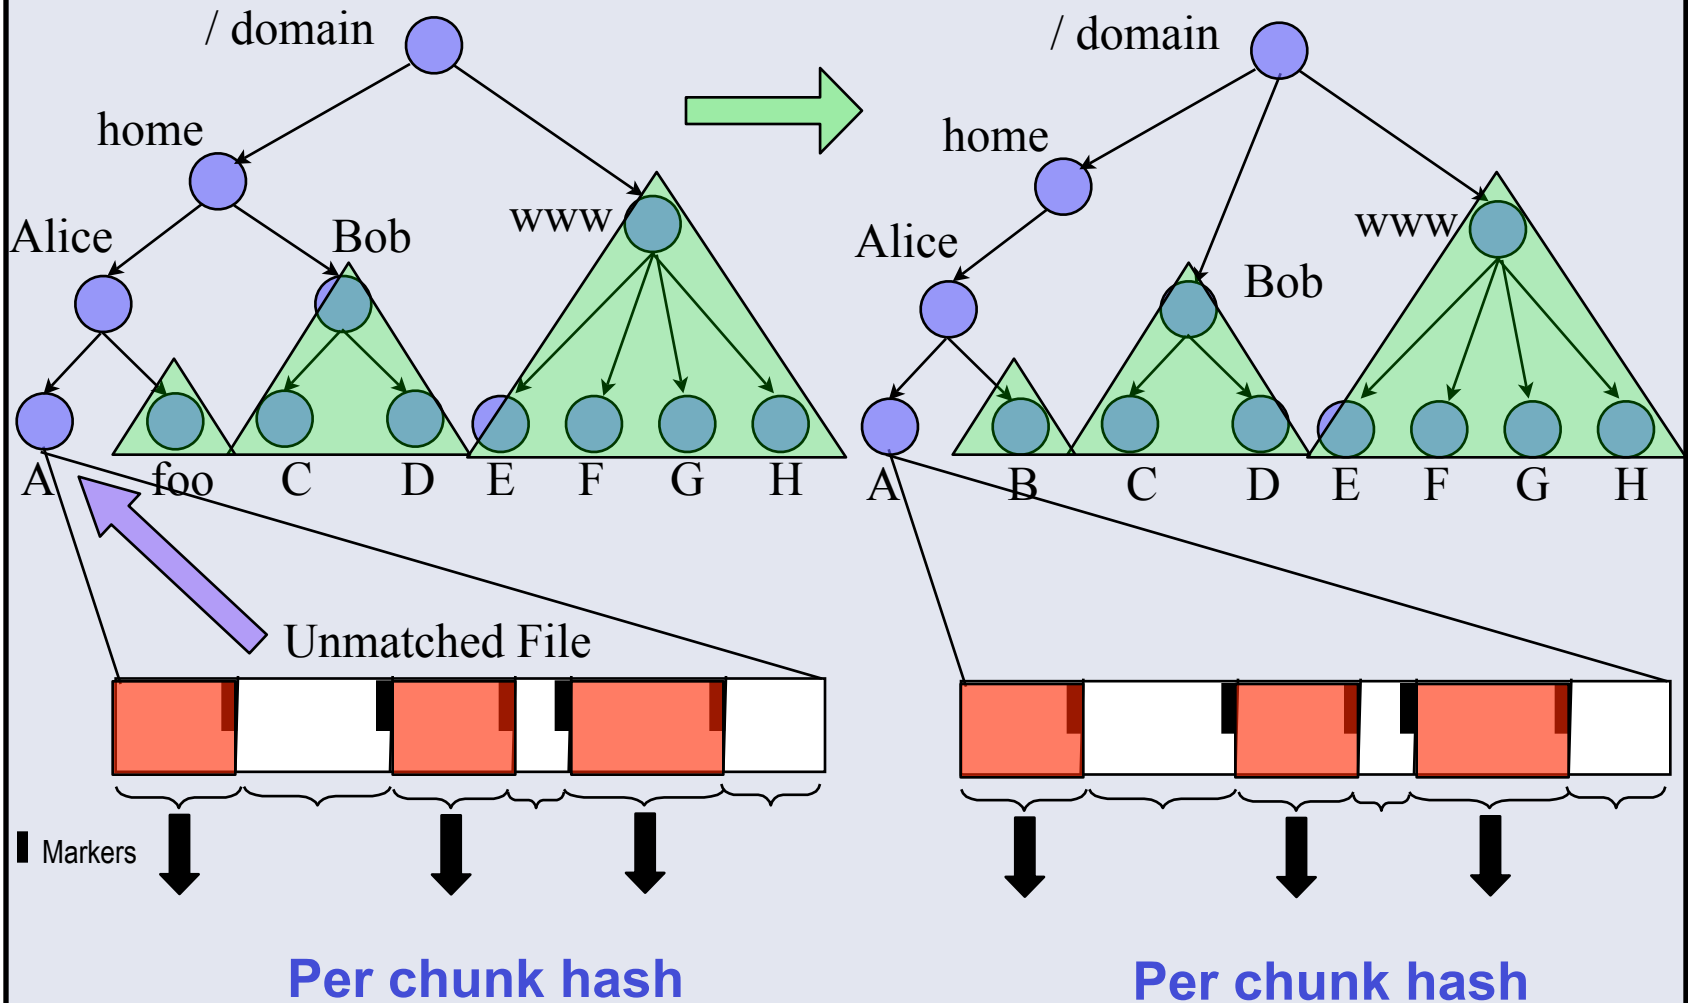 / domain
home
Alice
Bob
www
A
foo
C
D
E
F
G
H
Unmatched File
Markers
Per chunk hash
/ domain
home
Alice
Bob
www
A
B
C
D
E
F
G
H
Per chunk hash